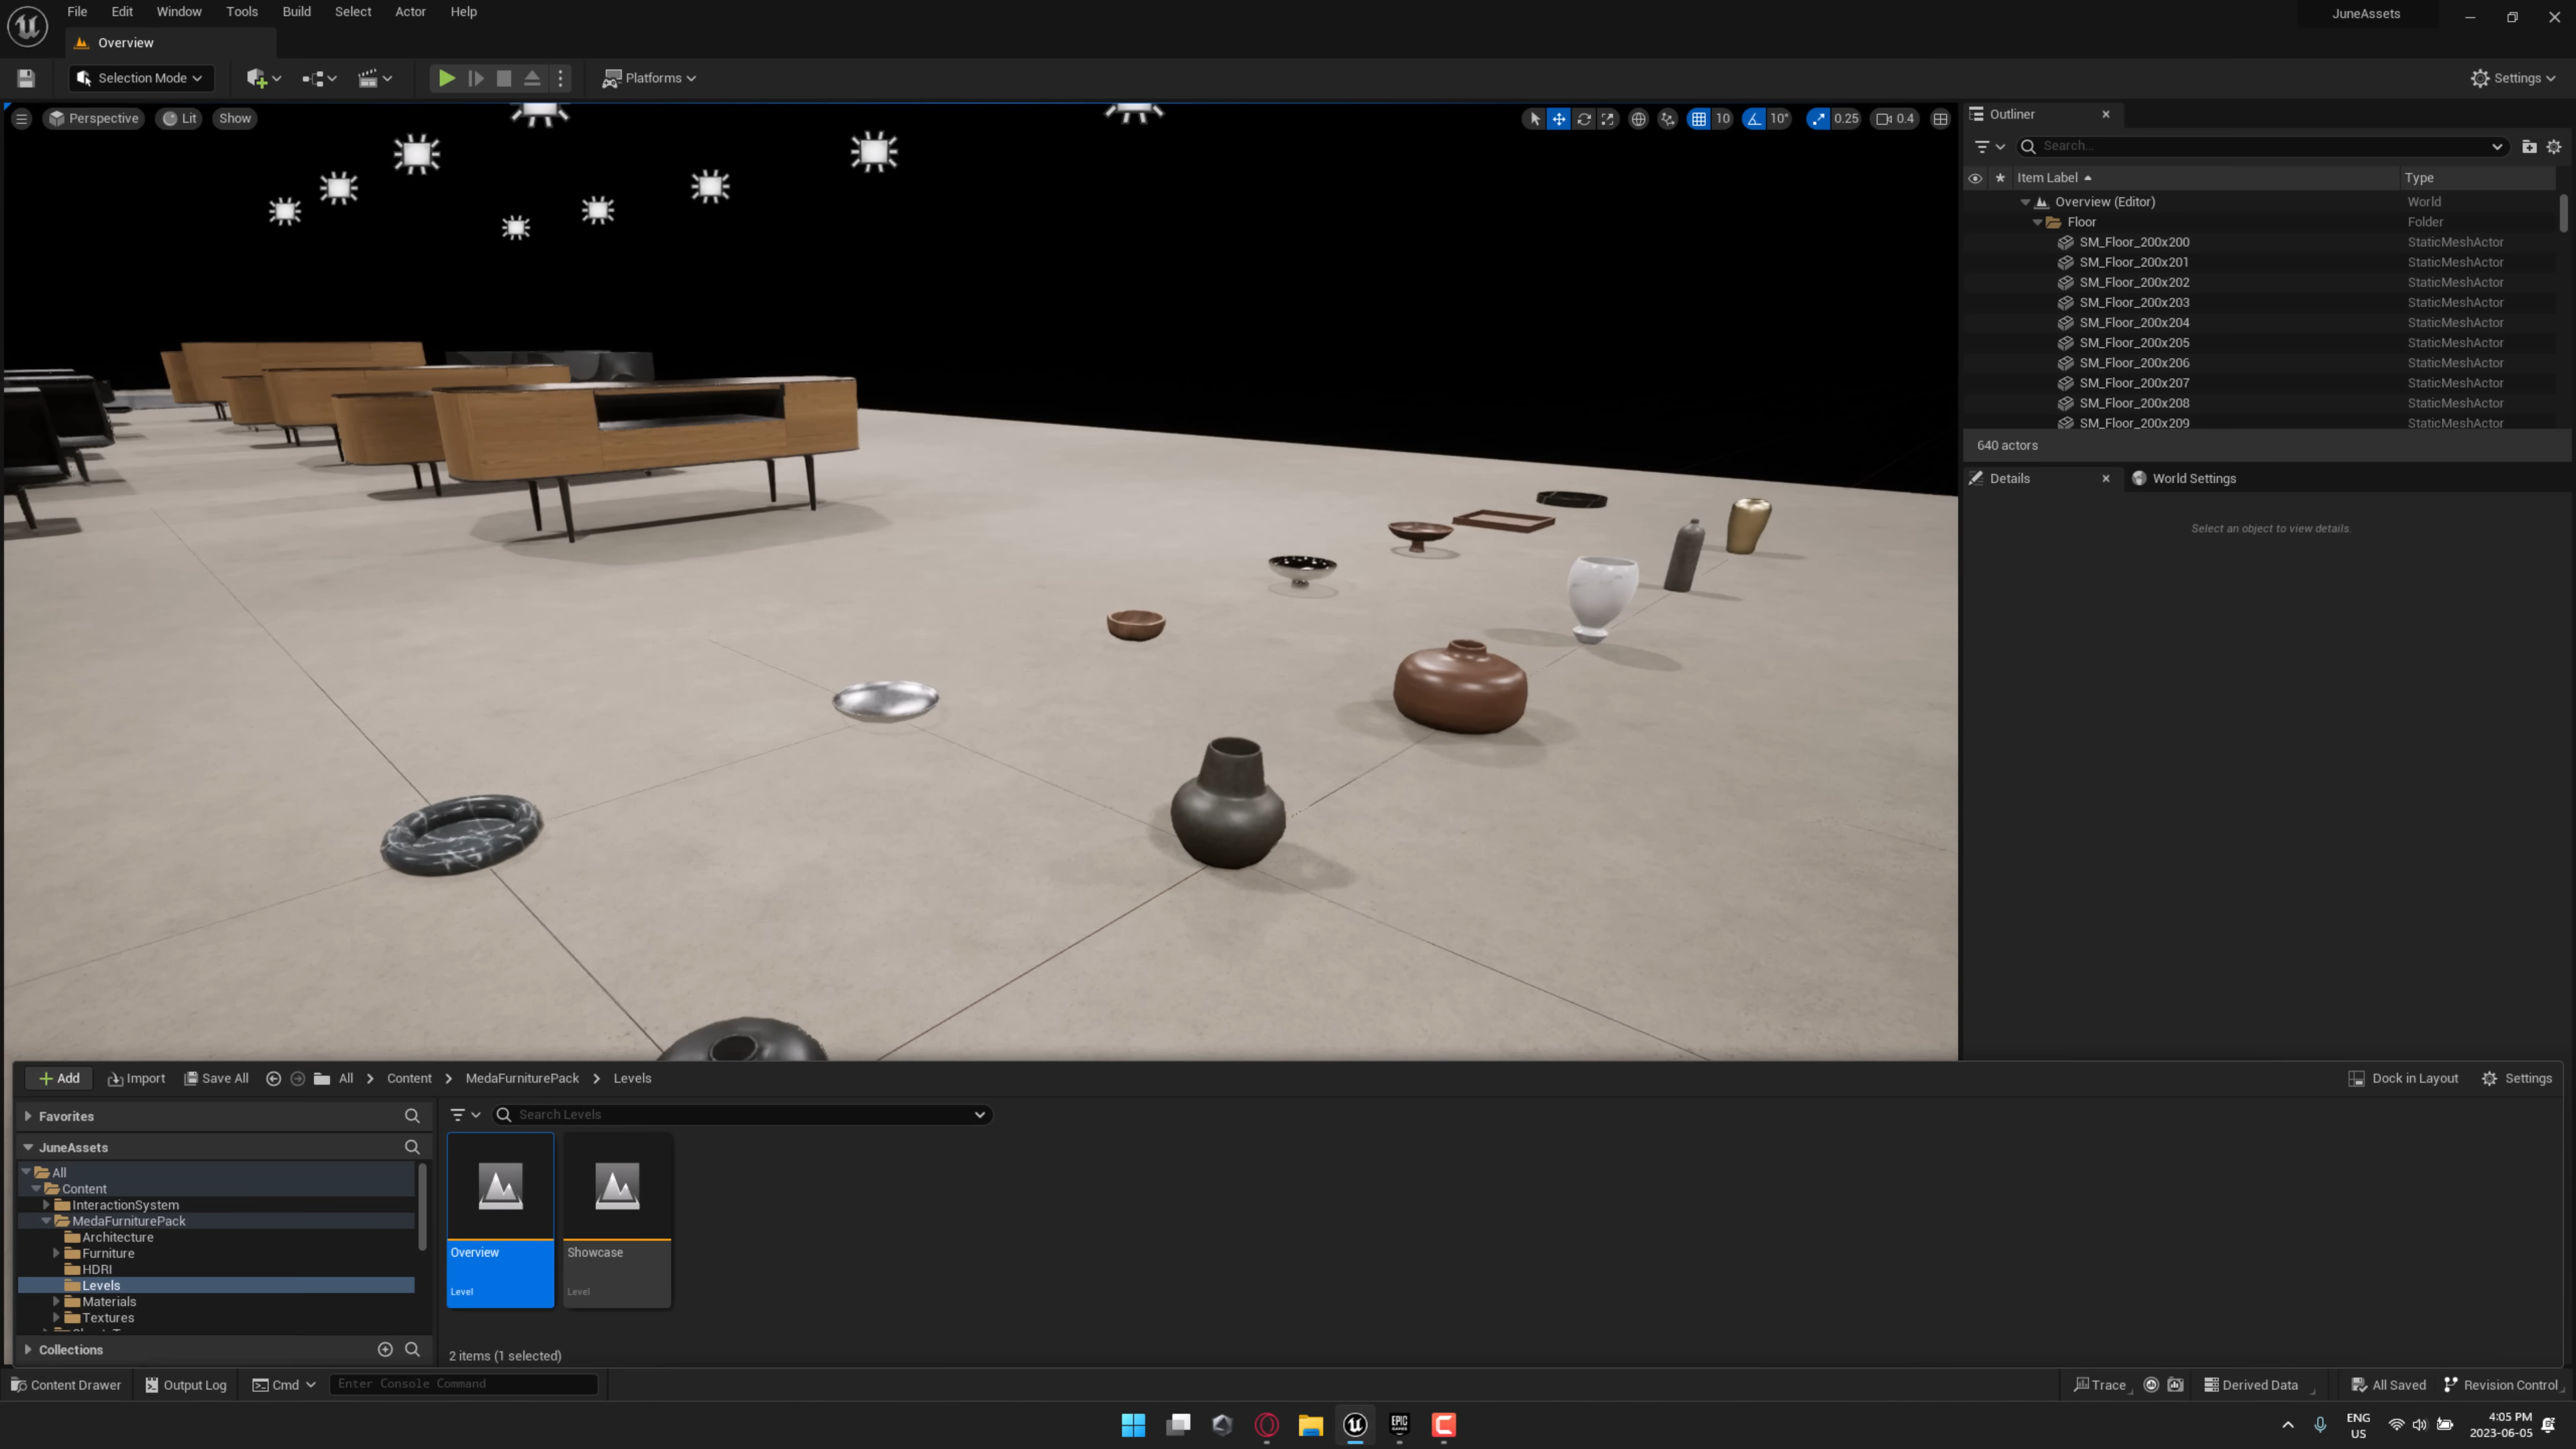 File Edit Window Tools Build Select Actor Help
JuneAssets
Overview
Selection Mode
Platforms
Settings
Perspective Lit Show
10 10° 0.25 0.4
Outliner
Search...
Item Label Type
Overview (Editor) World
Floor Folder
SM_Floor_200x200 StaticMeshActor
SM_Floor_200x201 StaticMeshActor
SM_Floor_200x202 StaticMeshActor
SM_Floor_200x203 StaticMeshActor
SM_Floor_200x204 StaticMeshActor
SM_Floor_200x205 StaticMeshActor
SM_Floor_200x206 StaticMeshActor
SM_Floor_200x207 StaticMeshActor
SM_Floor_200x208 StaticMeshActor
SM_Floor_200x209 StaticMeshActor
640 actors
Details World Settings
Select an object to view details.
Add Import Save All All Content MedaFurniturePack Levels
Dock in Layout Settings
Favorites
Search Levels
JuneAssets
All
Content
InteractionSystem
MedaFurniturePack
Architecture
Furniture
HDRI
Levels
Materials
Textures
Collections
Overview
Level
Showcase
Level
2 items (1 selected)
Content Drawer Output Log Cmd Enter Console Command
Trace Derived Data All Saved Revision Control
EPIC GAMES
ENG
US
4:05 PM
2023-06-05